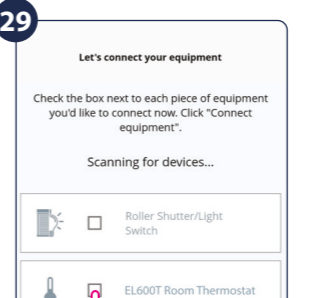 29
Let's connect your equipment
Check the box next to each piece of equipment
you'd like to connect now. Click "Connect
equipment".
Scanning for devices...
Roller Shutter/Light
Switch
EL600T Room Thermostat